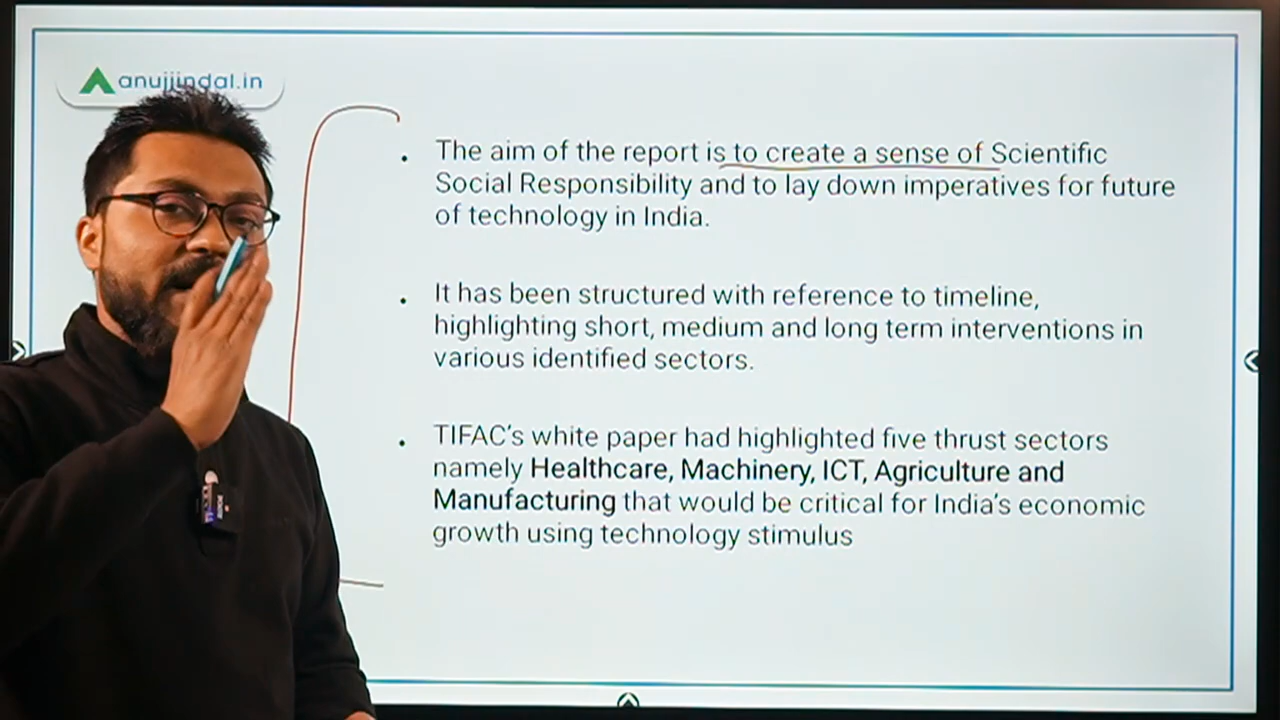 anujjindal.in
. The aim of the report is to create a sense of Scientific
Social Responsibility and to lay down imperatives for future
of technology in India.
. It has been structured with reference to timeline,
highlighting short, medium and long term interventions in
various identified sectors.
. TIFAC's white paper had highlighted five thrust sectors
namely Healthcare, Machinery, ICT, Agriculture and
Manufacturing that would be critical for India's economic
growth using technology stimulus